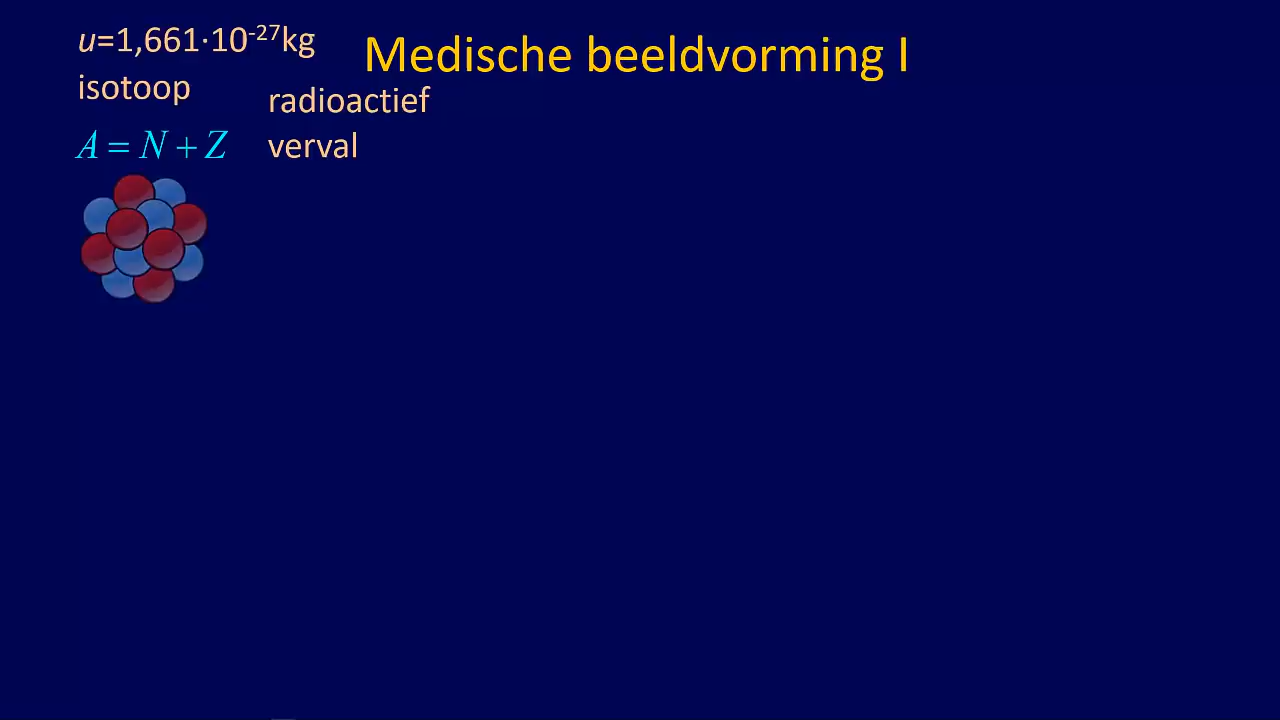 u=1,661·10⁻²⁷kg
Medische beeldvorming I
isotoop
radioactief
A = N + Z
verval